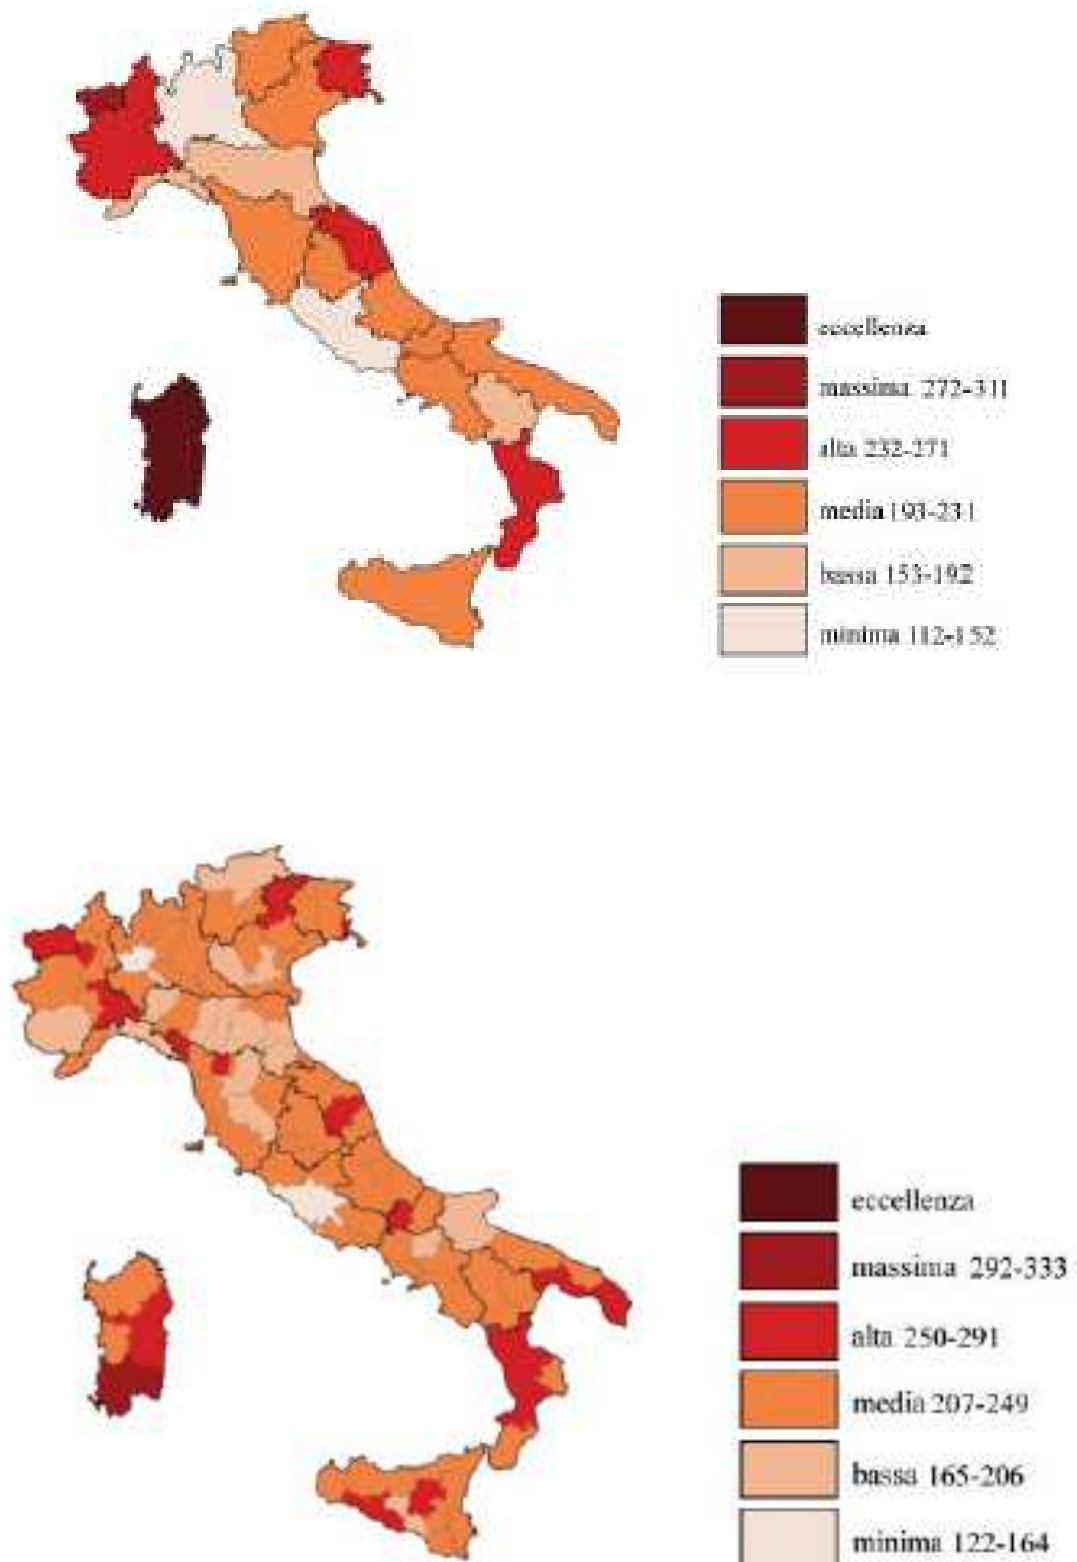 eccellenza
massima 272-311
alta 232-271
media 193-231
bassa 153-192
minima 112-152
eccellenza
massima 292-333
alta 250-291
media 207-249
bassa 165-206
minima 122-164